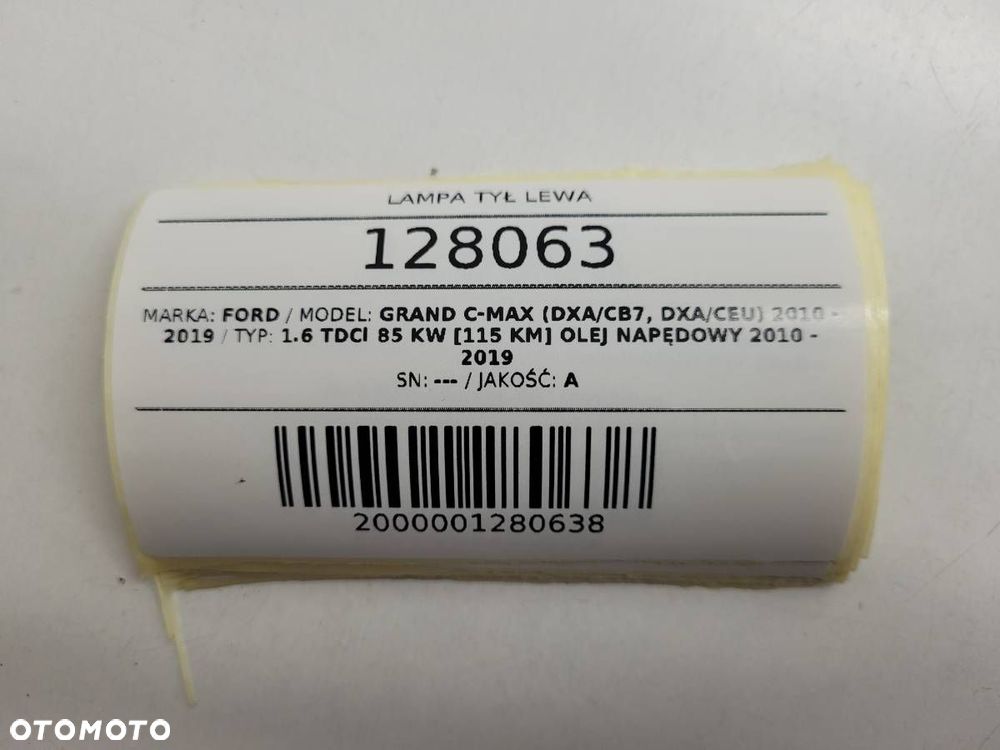 LAMPA TYŁ LEWA
128063
MARKA: FORD / MODEL: GRAND C-MAX (DXA/CB7, DXA/CEU) 2010 -
2019 / TYP: 1.6 TDCI 85 KW [115 KM] OLEJ NAPĘDOWY 2010 -
2019
SN: --- / JAKOŚĆ: A
2000001280638
OTOMOTO